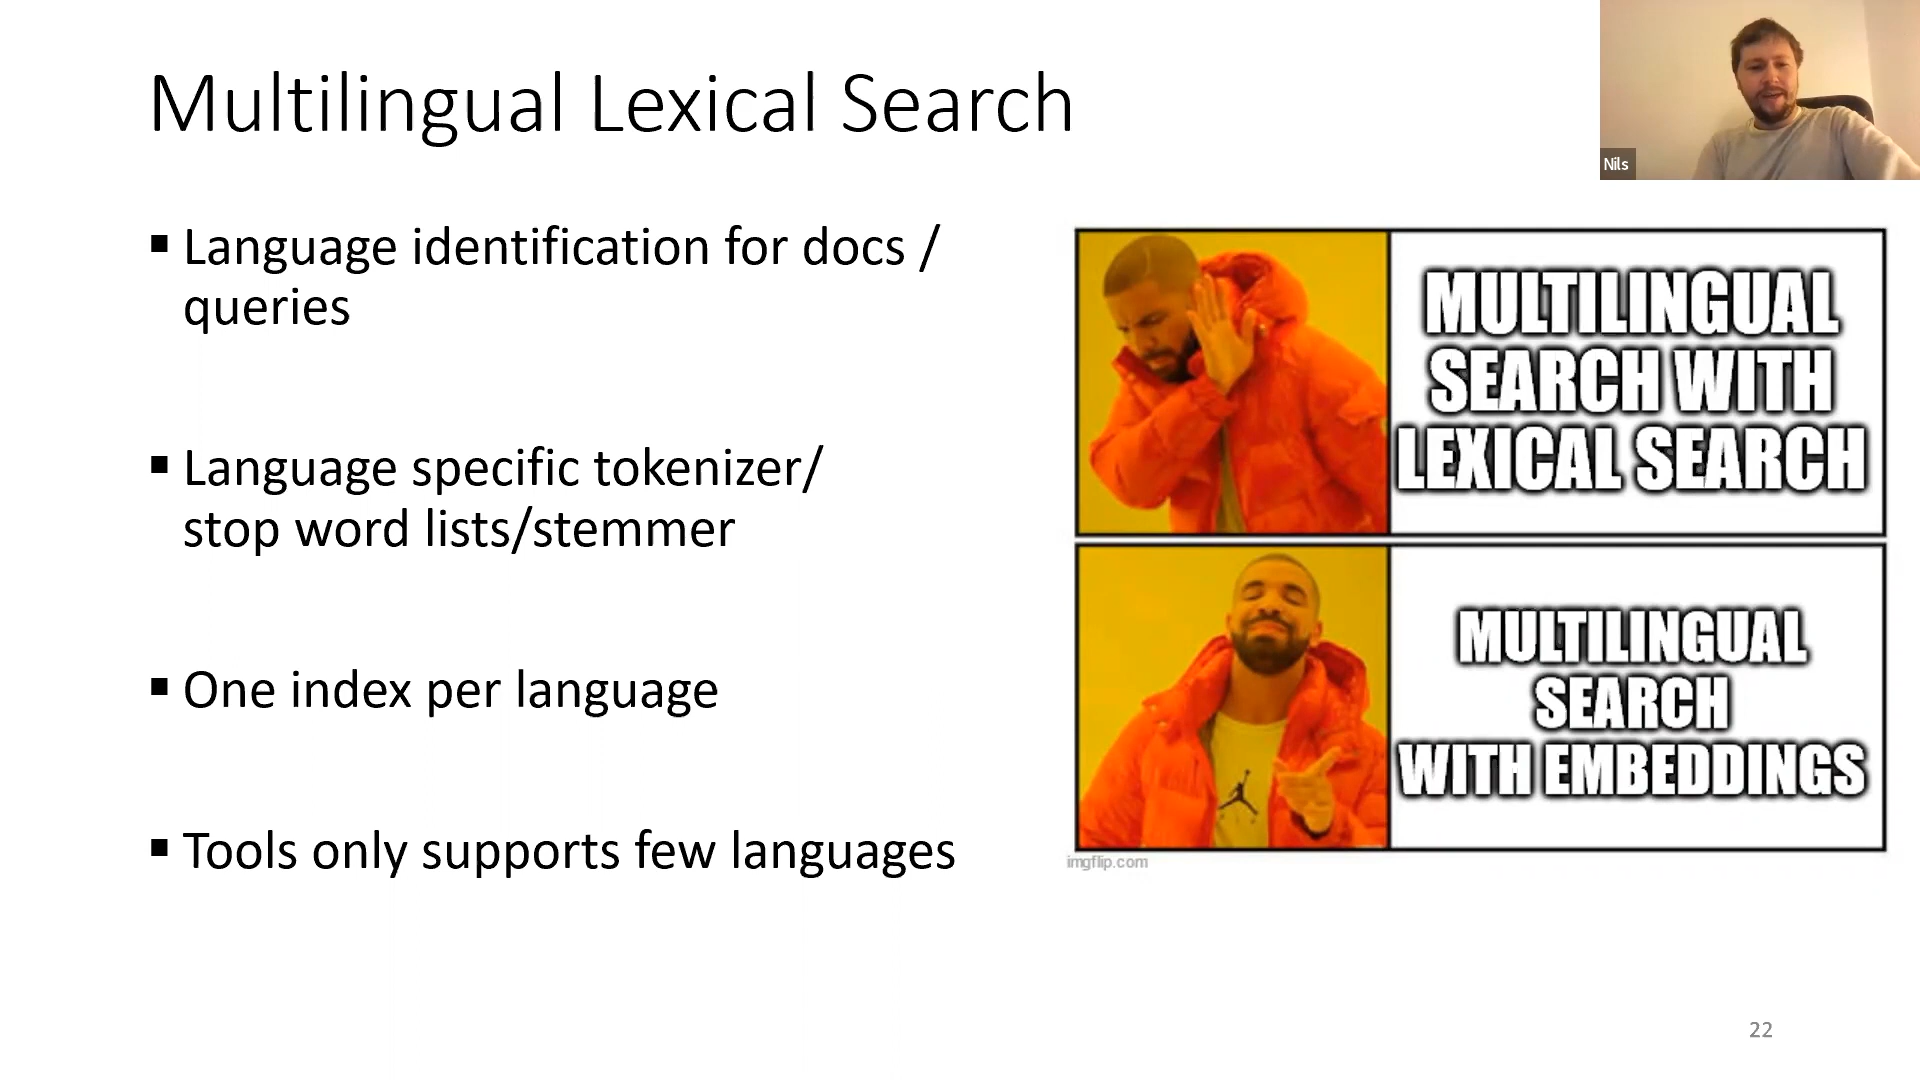 Multilingual Lexical Search
Nils
▪ Language identification for docs /
queries
▪ Language specific tokenizer/
stop word lists/stemmer
▪ One index per language
▪ Tools only supports few languages
MULTILINGUAL
SEARCH WITH
LEXICAL SEARCH
MULTILINGUAL
SEARCH
WITH EMBEDDINGS
imgflip.com
22